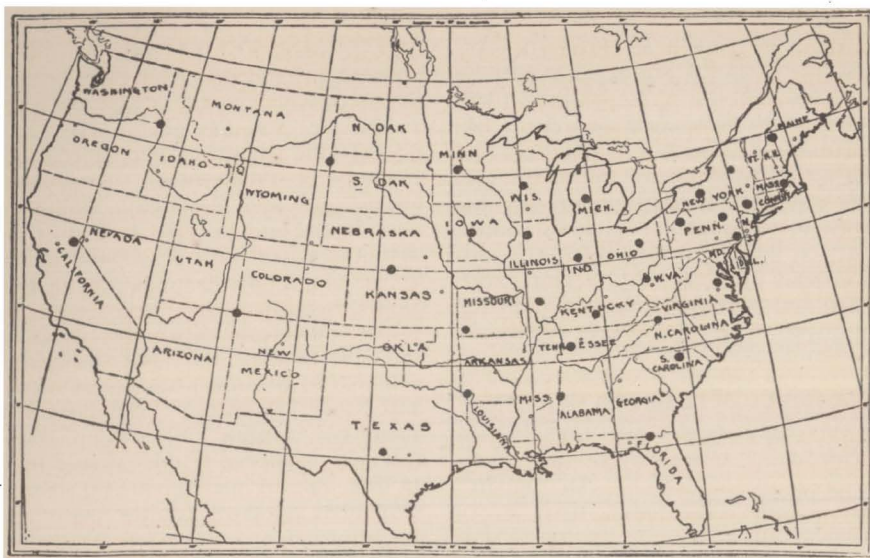 WASHINGTON
MONTANA
N DAK
MINN
MAINE
OREGON
IDAHO
WYOMING
S. DAK
WIS.
MICH.
VT.
N.H.
NEW YORK
MASS
CONN
NEVADA
UTAH
NEBRASKA
IOWA
ILLINOIS
IND.
OHIO
PENN.
N.
J.
MD.
DEL.
CALIFORNIA
COLORADO
KANSAS
MISSOURI
KENTUCKY
W.VA.
VIRGINIA
ARIZONA
NEW
MEXICO
OKLA
ARKANSAS
TENNESSEE
N. CAROLINA
S.
CAROLINA
TEXAS
LOUISIANA
MISS.
ALABAMA
GEORGIA
FLORIDA